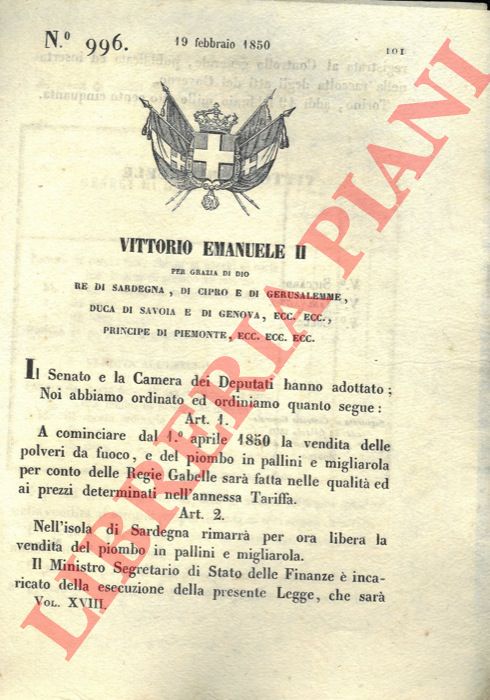 N.º 996.
19 febbraio 1850
101
VITTORIO EMANUELE II
PER GRAZIA DI DIO
RE DI SARDEGNA, DI CIPRO E DI GERUSALEMME,
DUCA DI SAVOIA E DI GENOVA, ECC. ECC.,
PRINCIPE DI PIEMONTE, ECC. ECC. ECC.
Il Senato e la Camera dei Deputati hanno adottato;
Noi abbiamo ordinato ed ordiniamo quanto segue:
Art. 1.
A cominciare dal 1.º aprile 1850 la vendita delle
polveri da fuoco, e del piombo in pallini e migliarola
per conto delle Regie Gabelle sarà fatta nelle qualità ed
ai prezzi determinati nell'annessa Tariffa.
Art. 2.
Nell'isola di Sardegna rimarrà per ora libera la
vendita del piombo in pallini e migliarola.
Il Ministro Segretario di Stato delle Finanze è inca-
ricato della esecuzione della presente Legge, che sarà
Vol. XVIII.
LIBRERIA PIANI